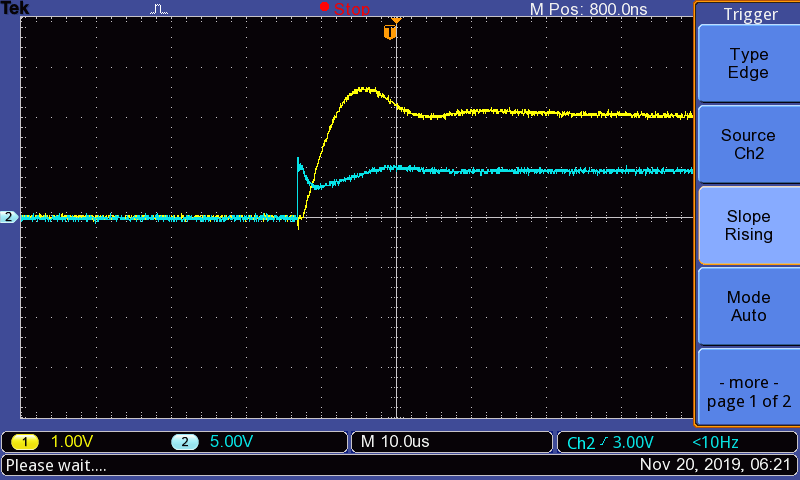 Tek
Stop
M Pos: 800.0ns
Trigger
T
Type
Edge
Source
Ch2
2
Slope
Rising
Mode
Auto
- more -
page 1 of 2
1 1.00V 2 5.00V M 10.0us Ch2 3.00V <10Hz
Please wait.... Nov 20, 2019, 06:21